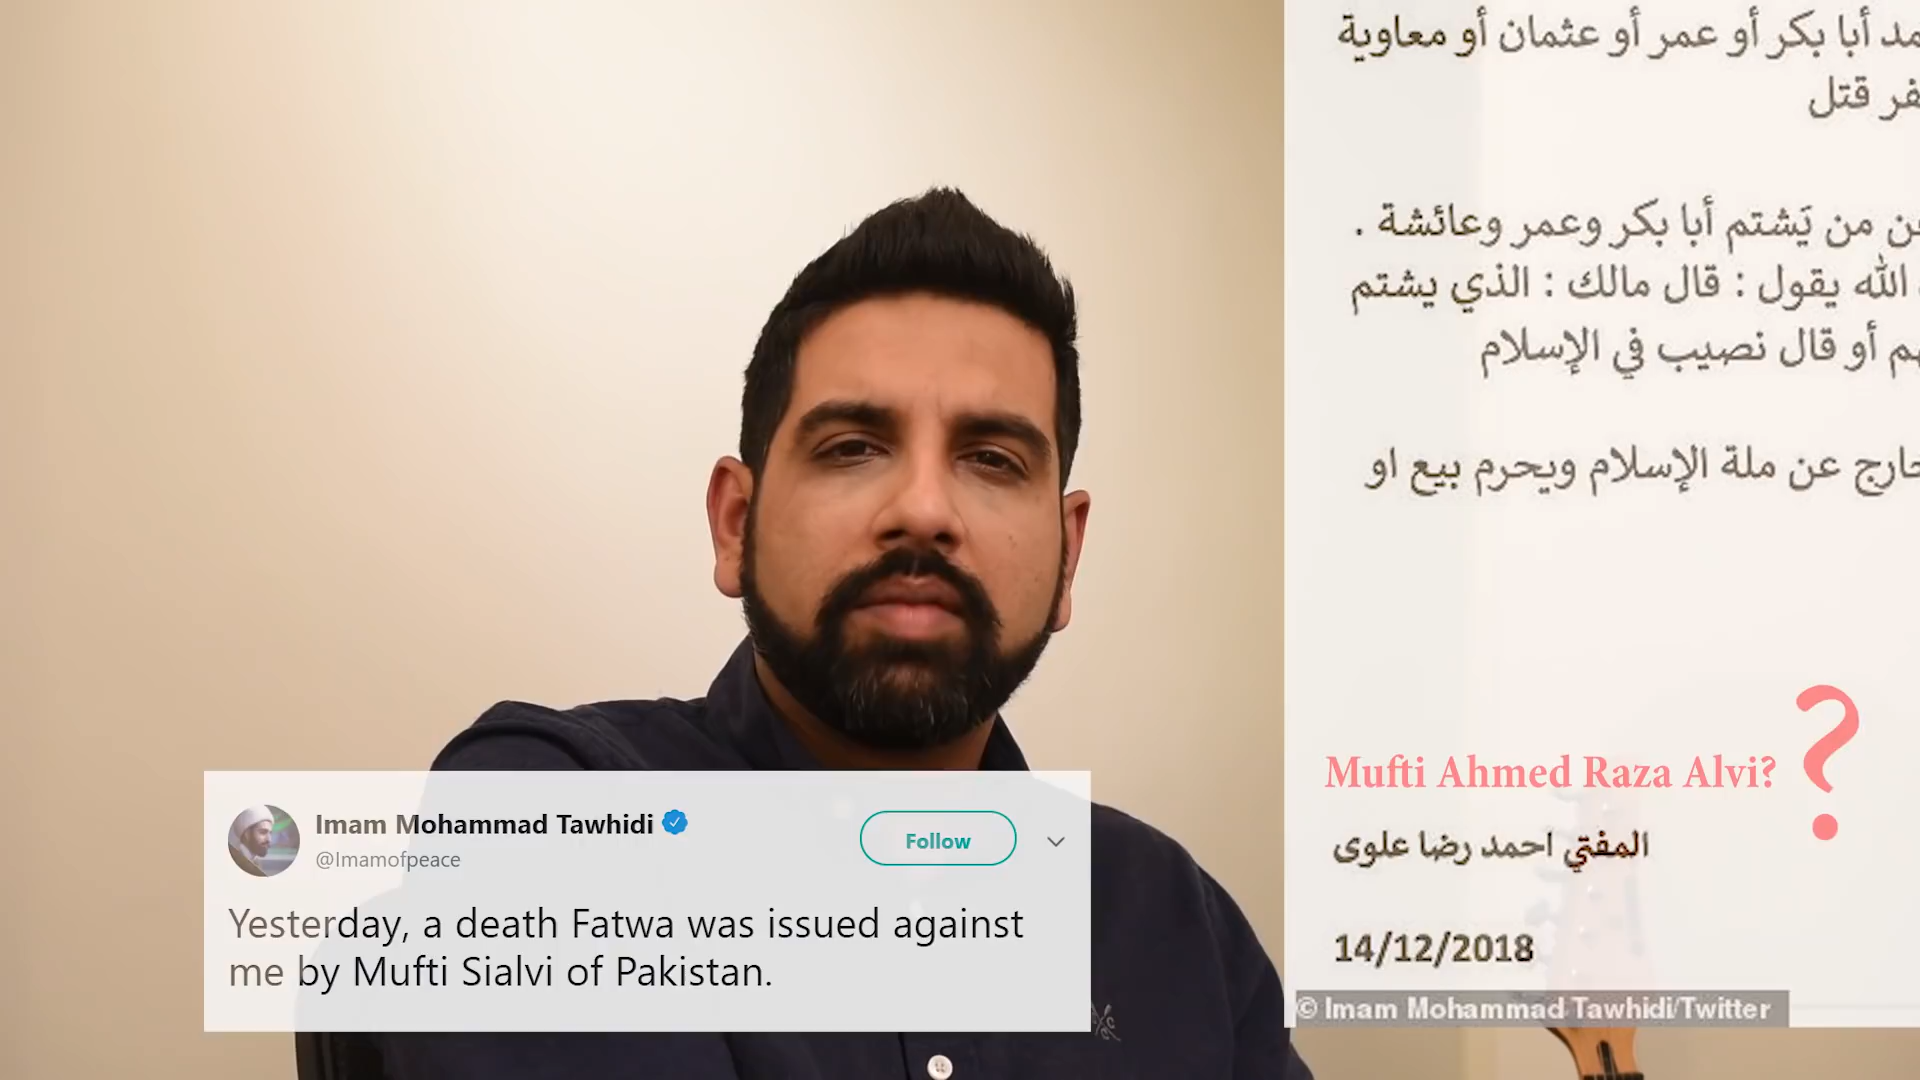 أبا بكر أو عمر أو عثمان أو معاوية
قتل
من يَشتم أبا بكر وعمر وعائشة .
الله يقول : قال مالك : الذي يشتم
أو قال نصيب في الإسلام
عن ملة الإسلام ويحرم بيع او
Mufti Ahmed Raza Alvi?
?
المفتي احمد رضا علوى
14/12/2018
© Imam Mohammad Tawhidi/Twitter
Imam Mohammad Tawhidi
@Imamofpeace
Follow
Yesterday, a death Fatwa was issued against
me by Mufti Sialvi of Pakistan.